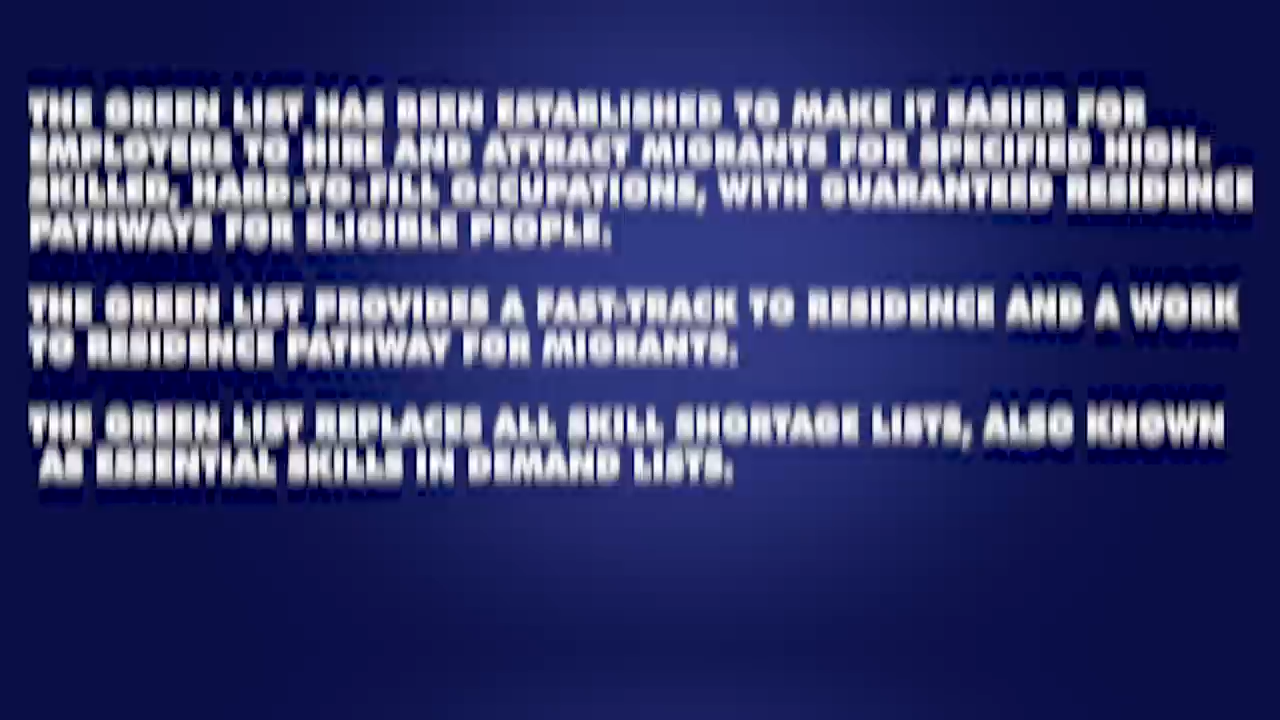 THE GREEN LIST HAS BEEN ESTABLISHED TO MAKE IT EASIER FOR
EMPLOYERS TO HIRE AND ATTRACT MIGRANTS FOR SPECIFIED HIGH-
SKILLED, HARD-TO-FILL OCCUPATIONS, WITH GUARANTEED RESIDENCE
PATHWAYS FOR ELIGIBLE PEOPLE.
THE GREEN LIST PROVIDES A FAST-TRACK TO RESIDENCE AND A WORK
TO RESIDENCE PATHWAY FOR MIGRANTS.
THE GREEN LIST REPLACES ALL SKILL SHORTAGE LISTS, ALSO KNOWN
AS ESSENTIAL SKILLS IN DEMAND LISTS.